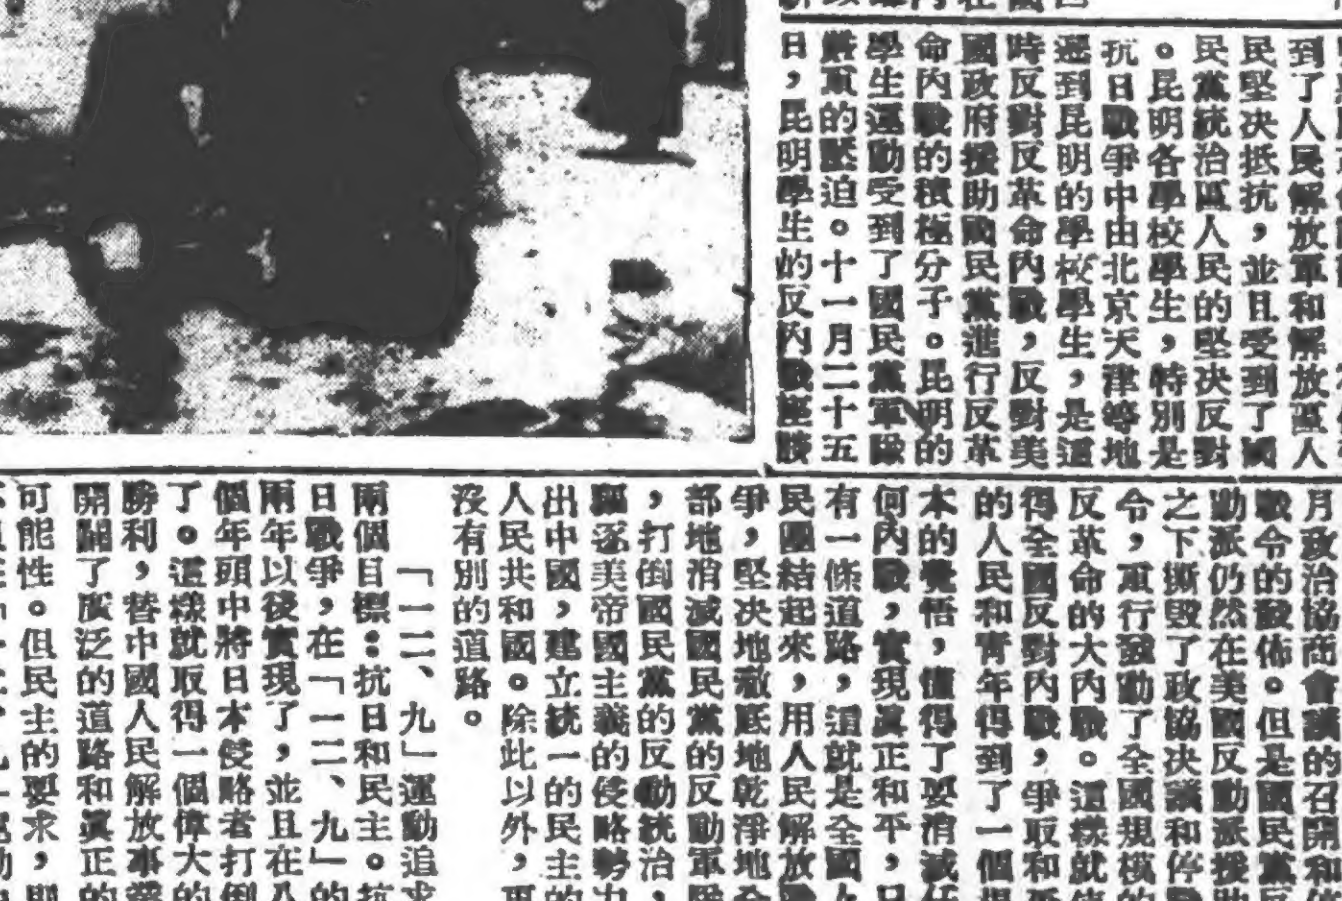 到了人民解放軍和解放區人
民堅决抵抗，並且受到了國
民黨統治區人民的堅决反對
。昆明各學校學生，特別是
抗日戰爭中由北京天津等地
遷到昆明的學校學生，是這
時反對反革命內戰，反對美
國政府援助國民黨進行反革
命內戰的積極分子。昆明的
學生運動受到了國民黨軍隊
嚴重的壓迫。十一月二十五
日，昆明學生的反內戰座談
月政治協商會議的召開和停
戰令的發佈。但是國民黨反
動派仍然在美國反動派援助
之下撕毀了政協决議和停戰
令，重行發動了全國規模的
反革命的大內戰。這樣就使
得全國反對內戰，爭取和平
的人民和青年得到了一個根
本的覺悟，懂得了要消滅任
何內戰，實現眞正和平，只
有一條道路，這就是全國人
民團結起來，用人民解放戰
爭，堅决地澈底地乾淨地全
部地消滅國民黨的反動軍隊
，打倒國民黨的反動統治，
驅逐美帝國主義的侵略勢力
出中國，建立統一的民主的
人民共和國。除此以外，再
沒有別的道路。
「一二、九」運動追求
兩個目標：抗日和民主。抗
日戰爭，在「一二、九」的
兩年以後實現了，並且在八
個年頭中將日本侵略者打倒
了。這樣就取得一個偉大的
勝利，替中國人民解放事業
開闢了廣泛的道路和眞正的
可能性。但民主的要求，即